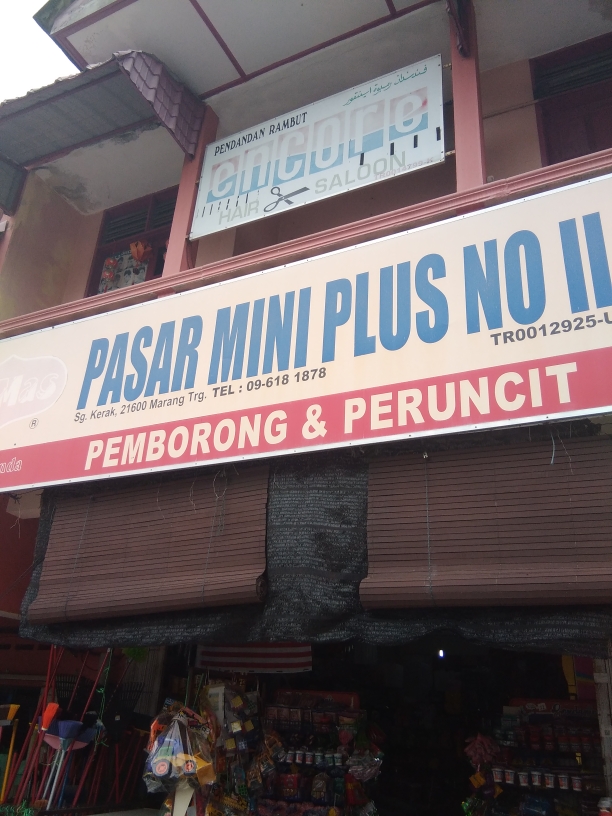 PENDANDAN RAMBUT
encore
HAIR SALOON
PASAR MINI PLUS NO II
TR0012925-U
Sg. Kerak, 21600 Marang Trg. TEL : 09-618 1878
®
PEMBORONG & PERUNCIT